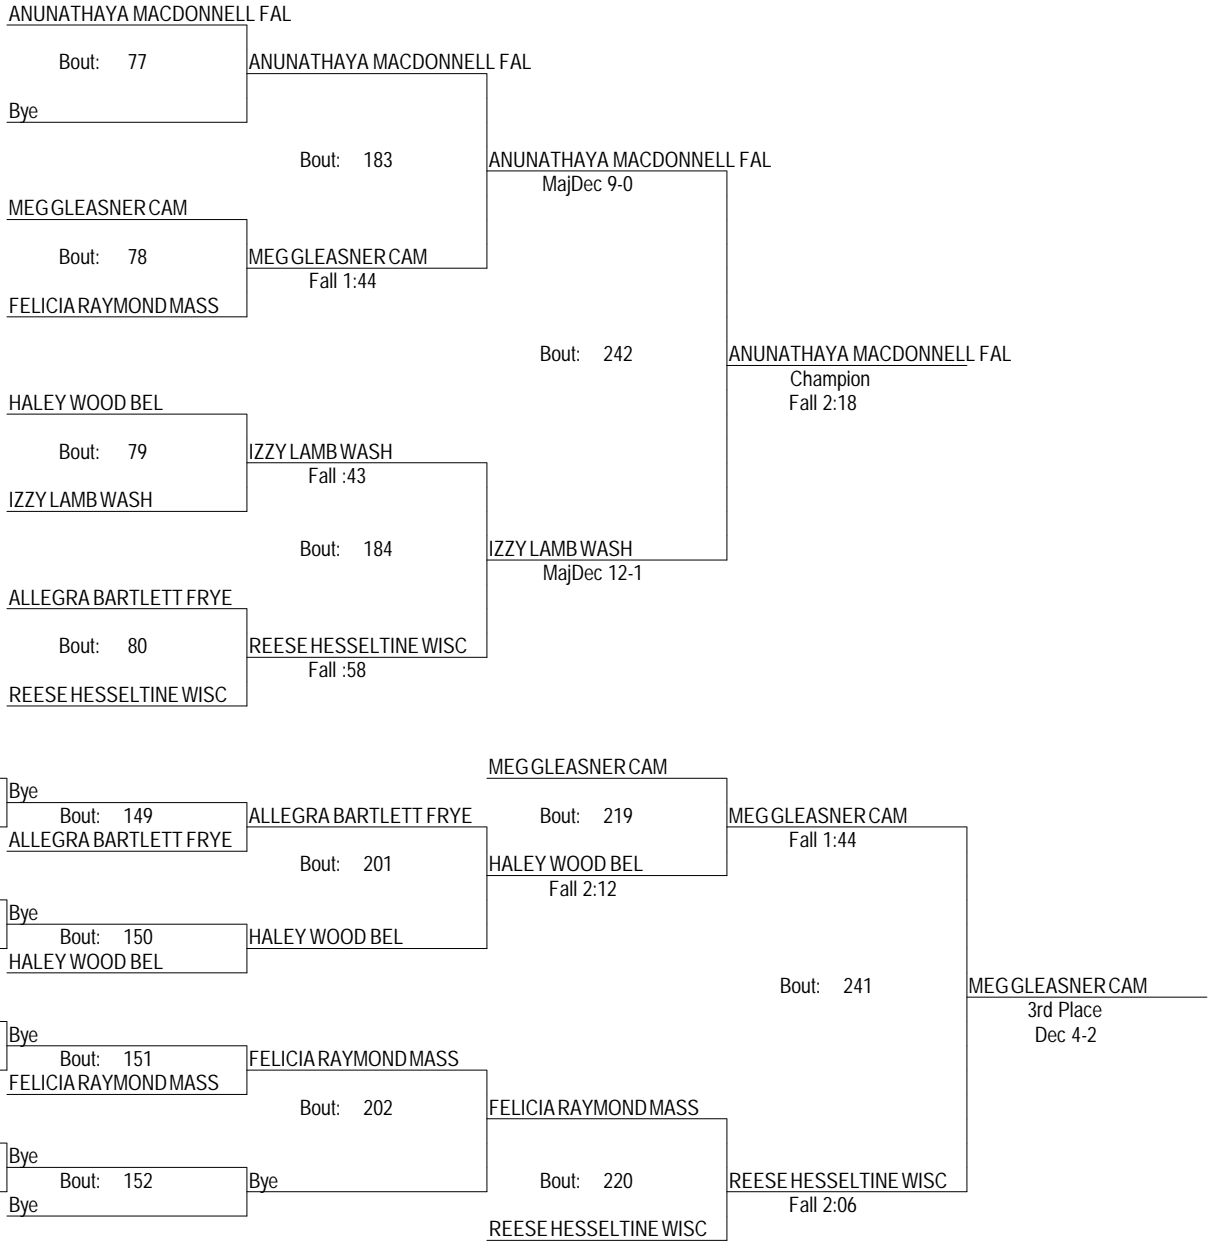 ANUNATHAYA MACDONNELL FAL
Bout: 77
ANUNATHAYA MACDONNELL FAL
Bye
Bout: 183
ANUNATHAYA MACDONNELL FAL
MajDec 9-0
MEG GLEASNER CAM
Bout: 78
MEG GLEASNER CAM
Fall 1:44
FELICIA RAYMOND MASS
Bout: 242
ANUNATHAYA MACDONNELL FAL
Champion
Fall 2:18
HALEY WOOD BEL
Bout: 79
IZZY LAMB WASH
Fall :43
IZZY LAMB WASH
Bout: 184
IZZY LAMB WASH
MajDec 12-1
ALLEGRA BARTLETT FRYE
Bout: 80
REESE HESSELTINE WISC
Fall :58
REESE HESSELTINE WISC
MEG GLEASNER CAM
Bye
Bout: 149
ALLEGRA BARTLETT FRYE
Bout: 219
MEG GLEASNER CAM
Fall 1:44
ALLEGRA BARTLETT FRYE
Bout: 201
HALEY WOOD BEL
Fall 2:12
Bye
Bout: 150
HALEY WOOD BEL
HALEY WOOD BEL
Bout: 241
MEG GLEASNER CAM
3rd Place
Dec 4-2
Bye
Bout: 151
FELICIA RAYMOND MASS
FELICIA RAYMOND MASS
Bout: 202
FELICIA RAYMOND MASS
Bye
Bout: 152
Bye
Bout: 220
REESE HESSELTINE WISC
Fall 2:06
Bye
REESE HESSELTINE WISC